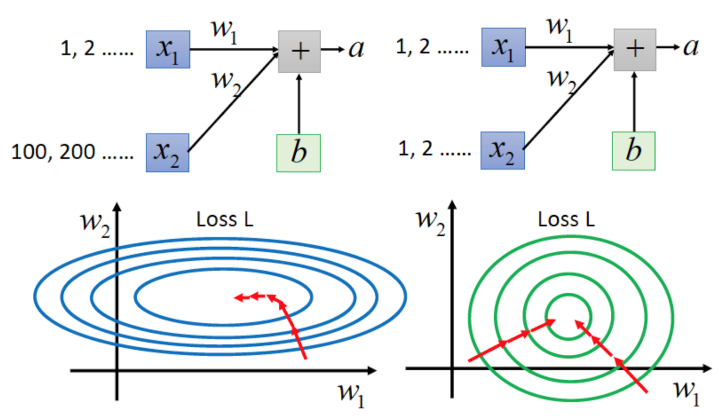 1, 2 ......
x₁
w₁
+
a
w₂
100, 200 ......
x₂
b
1, 2 ......
x₁
w₁
+
a
w₂
1, 2 ......
x₂
b
w₂
Loss L
w₁
w₂
Loss L
w₁